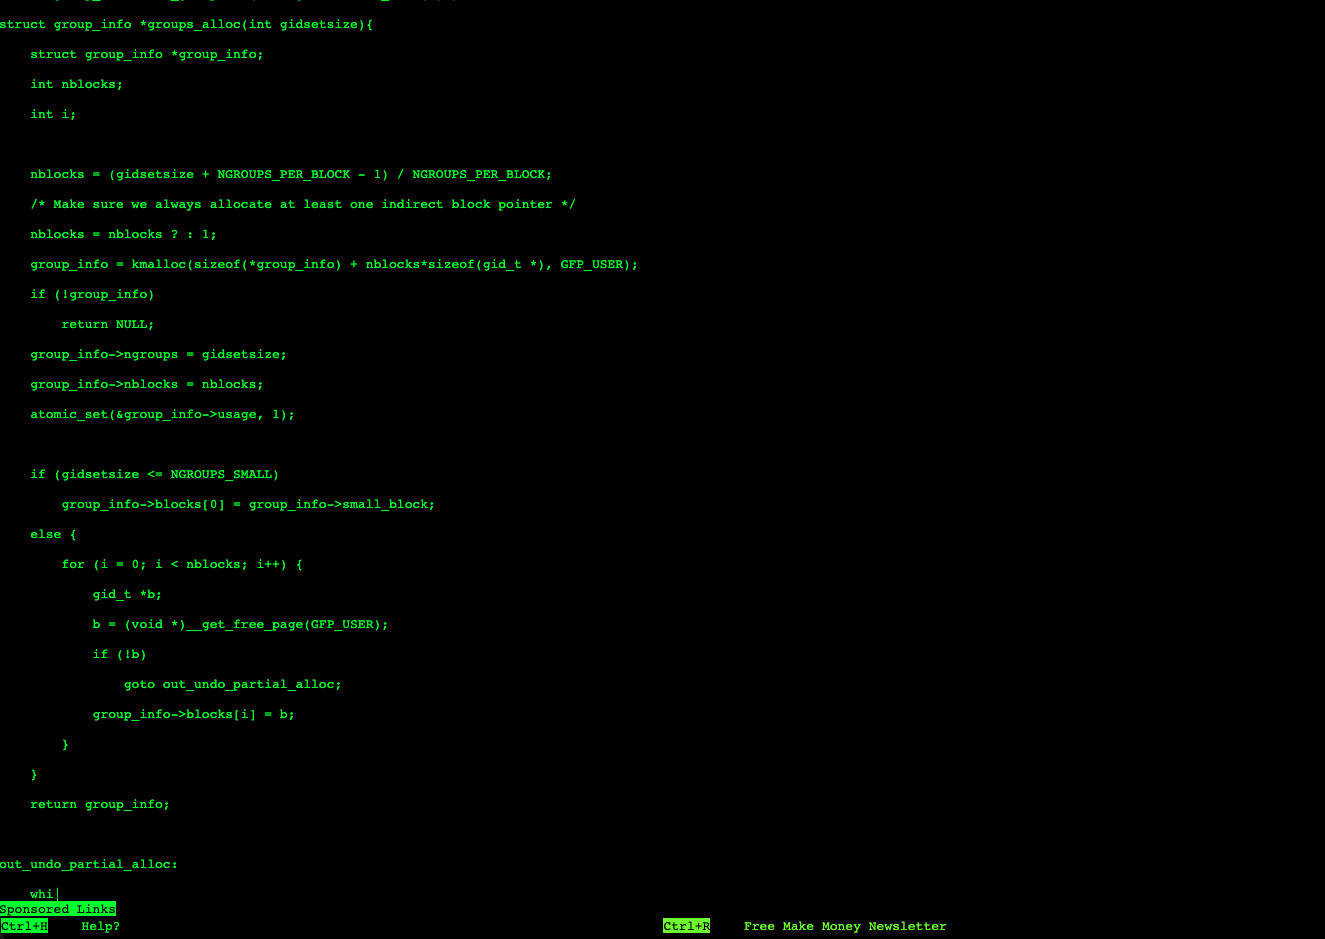 struct group_info *groups_alloc(int gidsetsize){
    struct group_info *group_info;
    int nblocks;
    int i;
    nblocks = (gidsetsize + NGROUPS_PER_BLOCK - 1) / NGROUPS_PER_BLOCK;
    /* Make sure we always allocate at least one indirect block pointer */
    nblocks = nblocks ? : 1;
    group_info = kmalloc(sizeof(*group_info) + nblocks*sizeof(gid_t *), GFP_USER);
    if (!group_info)
        return NULL;
    group_info->ngroups = gidsetsize;
    group_info->nblocks = nblocks;
    atomic_set(&group_info->usage, 1);
    if (gidsetsize <= NGROUPS_SMALL)
        group_info->blocks[0] = group_info->small_block;
    else {
        for (i = 0; i < nblocks; i++) {
            gid_t *b;
            b = (void *)__get_free_page(GFP_USER);
            if (!b)
                goto out_undo_partial_alloc;
            group_info->blocks[i] = b;
        }
    }
    return group_info;
out_undo_partial_alloc:
    whi|
Sponsored Links
Ctrl+H    Help?    Ctrl+R    Free Make Money Newsletter